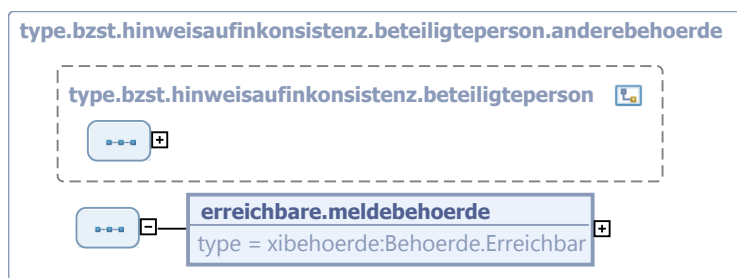 type.bzst.hinweisaufinkonsistenz.beteiligteperson.anderebehoerde
type.bzst.hinweisaufinkonsistenz.beteiligteperson
erreichbare.meldebehoerde
type = xibehoerde:Behoerde.Erreichbar